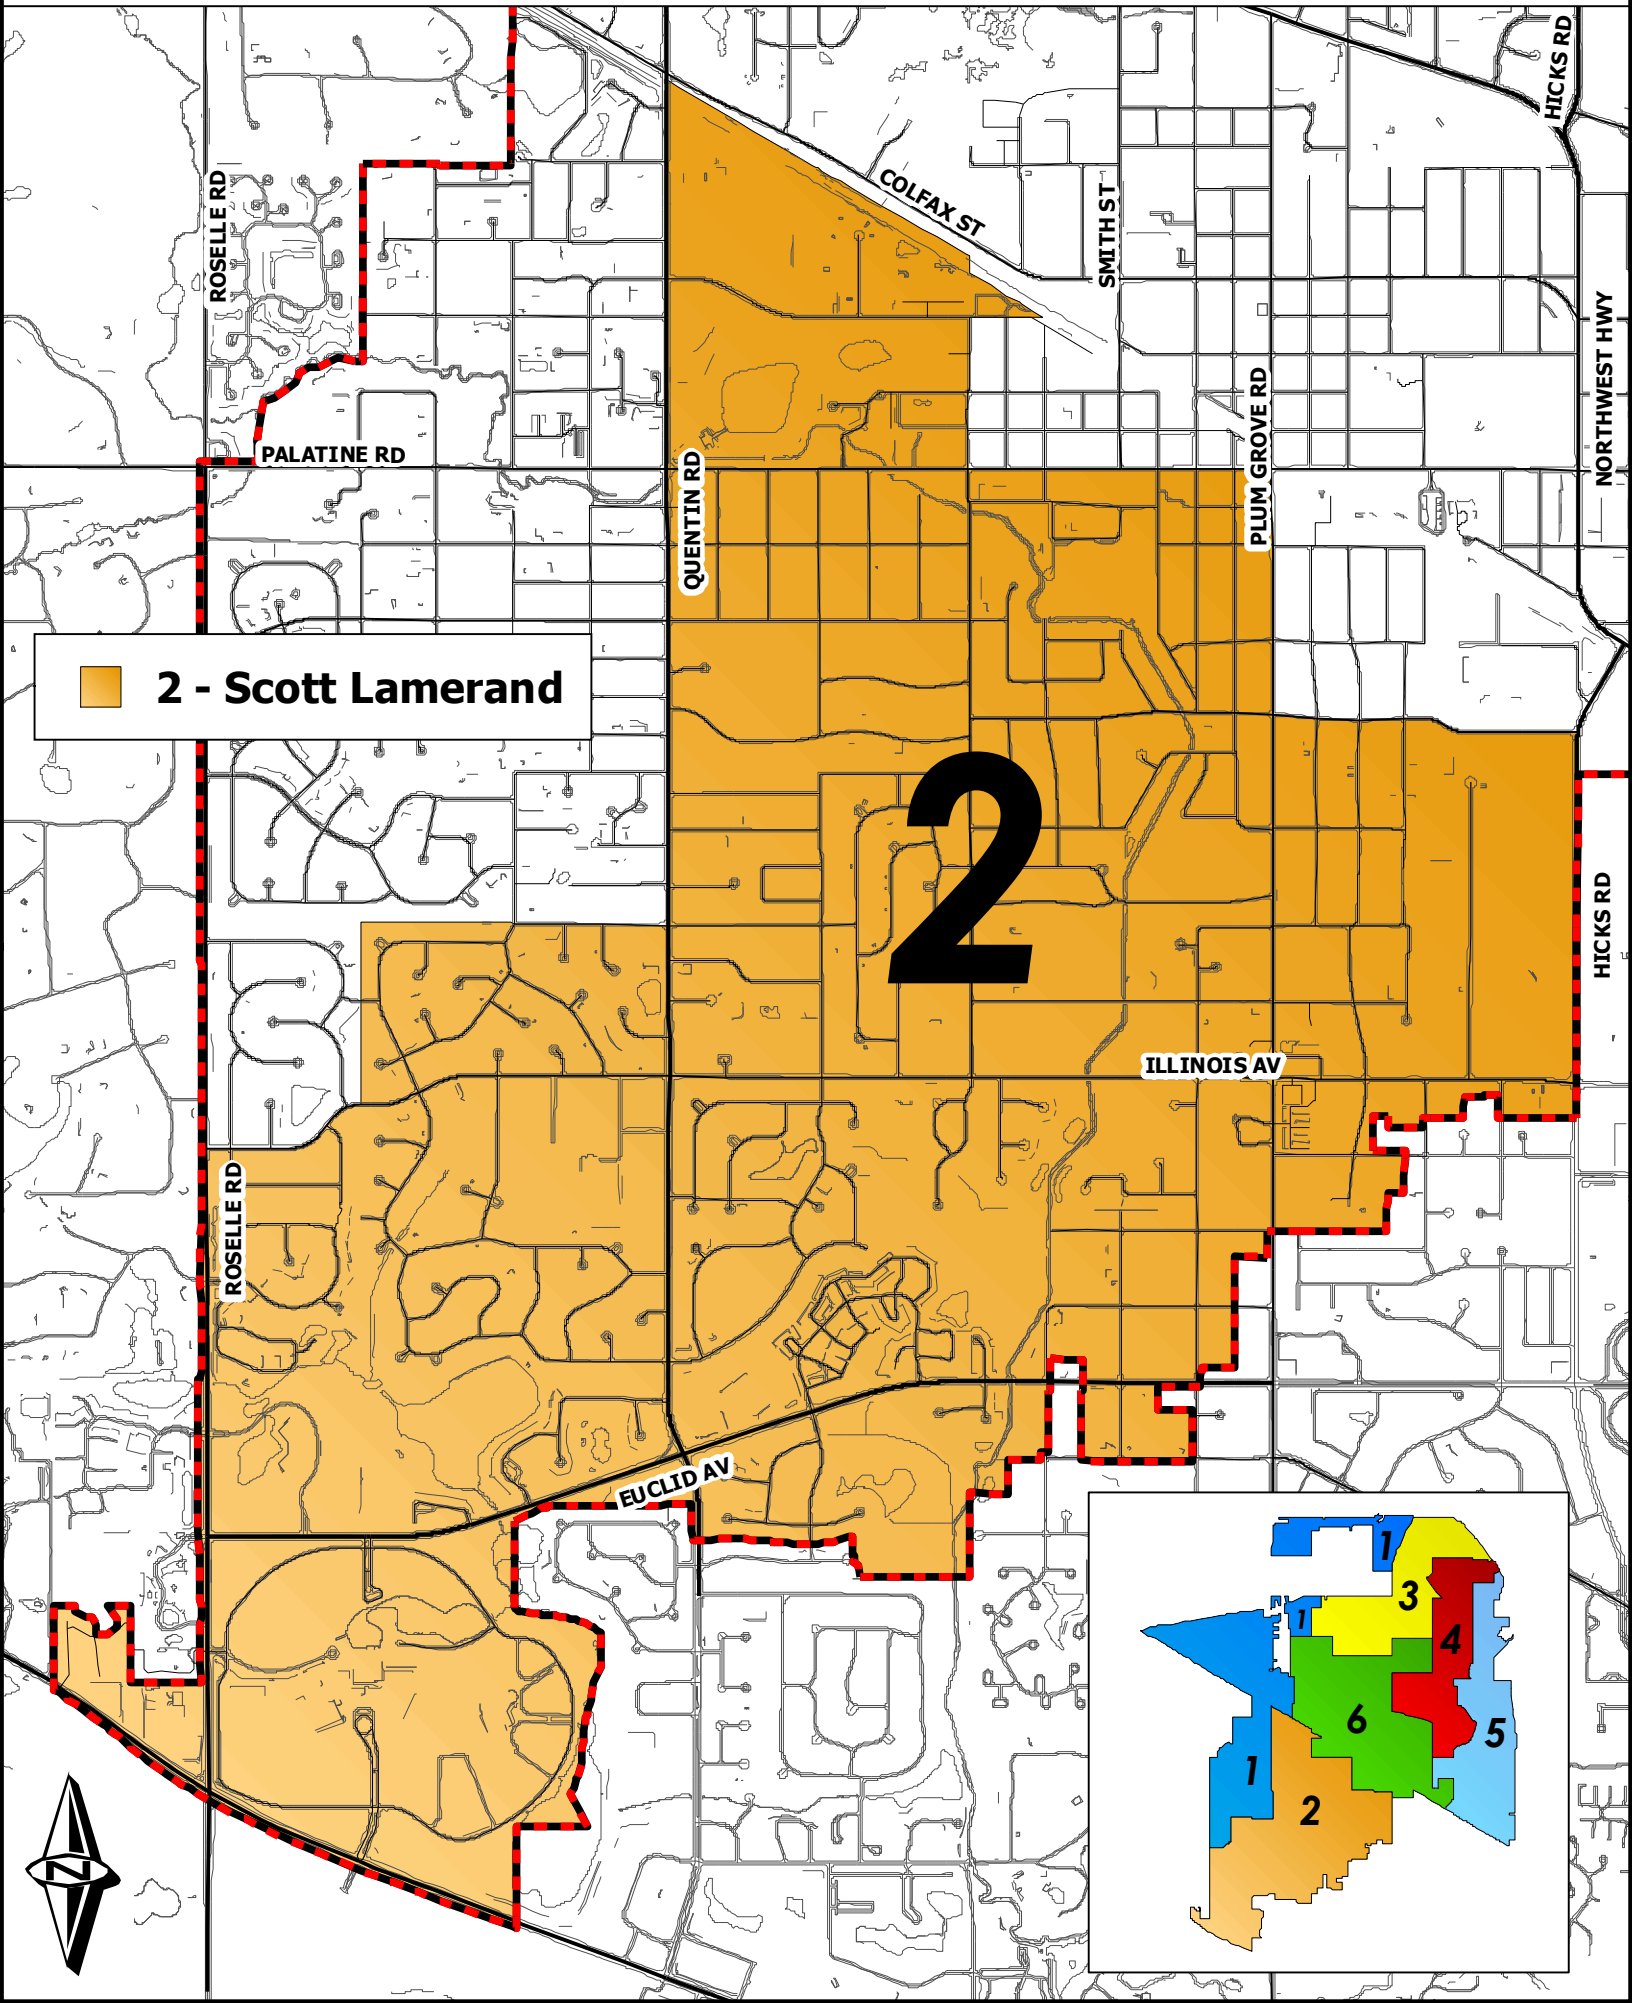 HICKS RD
ROSELLE RD
COLFAX ST
SMITH ST
NORTHWEST HWY
PLUM GROVE RD
PALATINE RD
QUENTIN RD
2 - Scott Lamerand
2
HICKS RD
ILLINOIS AV
ROSELLE RD
EUCLID AV
1
3
1
4
6
5
1
2
N